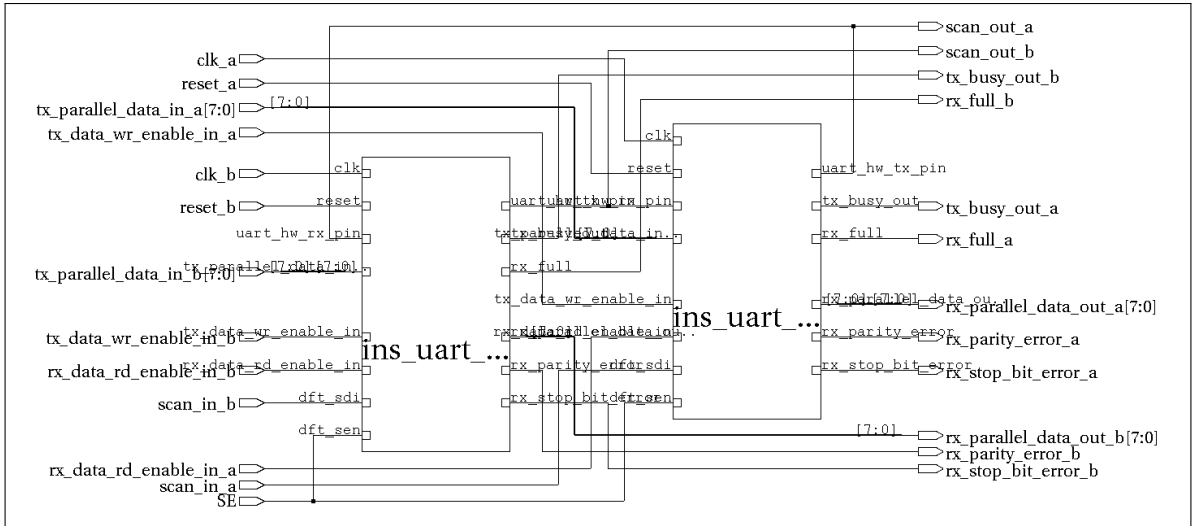 scan_out_a
scan_out_b
clk_a
tx_busy_out_b
reset_a
rx_full_b
tx_parallel_data_in_a[7:0]
[7:0]
tx_data_wr_enable_in_a
clk
clk_b
clk
reset
uart_hw_tx_pin
reset_b
reset
tx_busy_out
tx_busy_out_a
uart_hw_rx_pin
rx_full
rx_full_a
tx_parallel_data_in_b[7:0]
rx_full
tx_data_wr_enable_in
rx_parallel_data_out_a[7:0]
ins_uart_...
tx_data_wr_enable_in_b
tx_data_wr_enable_in
rx_parity_error
rx_parity_error_a
ins_uart_...
rx_data_rd_enable_in_b
rx_data_rd_enable_in
rx_parity_error
dft_sdi
rx_stop_bit_error
rx_stop_bit_error_a
scan_in_b
dft_sdi
rx_stop_bit_error
dft_sen
dft_sen
[7:0]
rx_parallel_data_out_b[7:0]
rx_parity_error_b
rx_data_rd_enable_in_a
rx_stop_bit_error_b
scan_in_a
SE